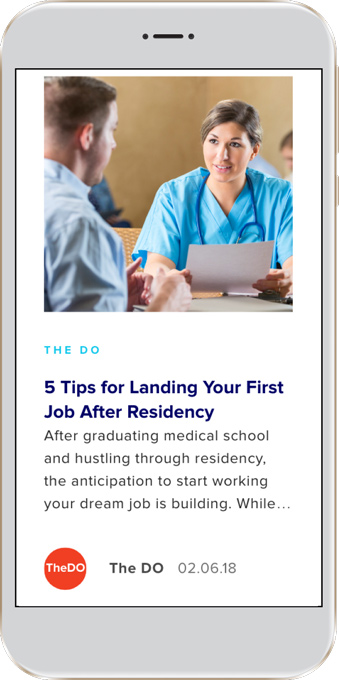 THE DO
5 Tips for Landing Your First
Job After Residency
After graduating medical school
and hustling through residency,
the anticipation to start working
your dream job is building. While...
TheDO
The DO 02.06.18